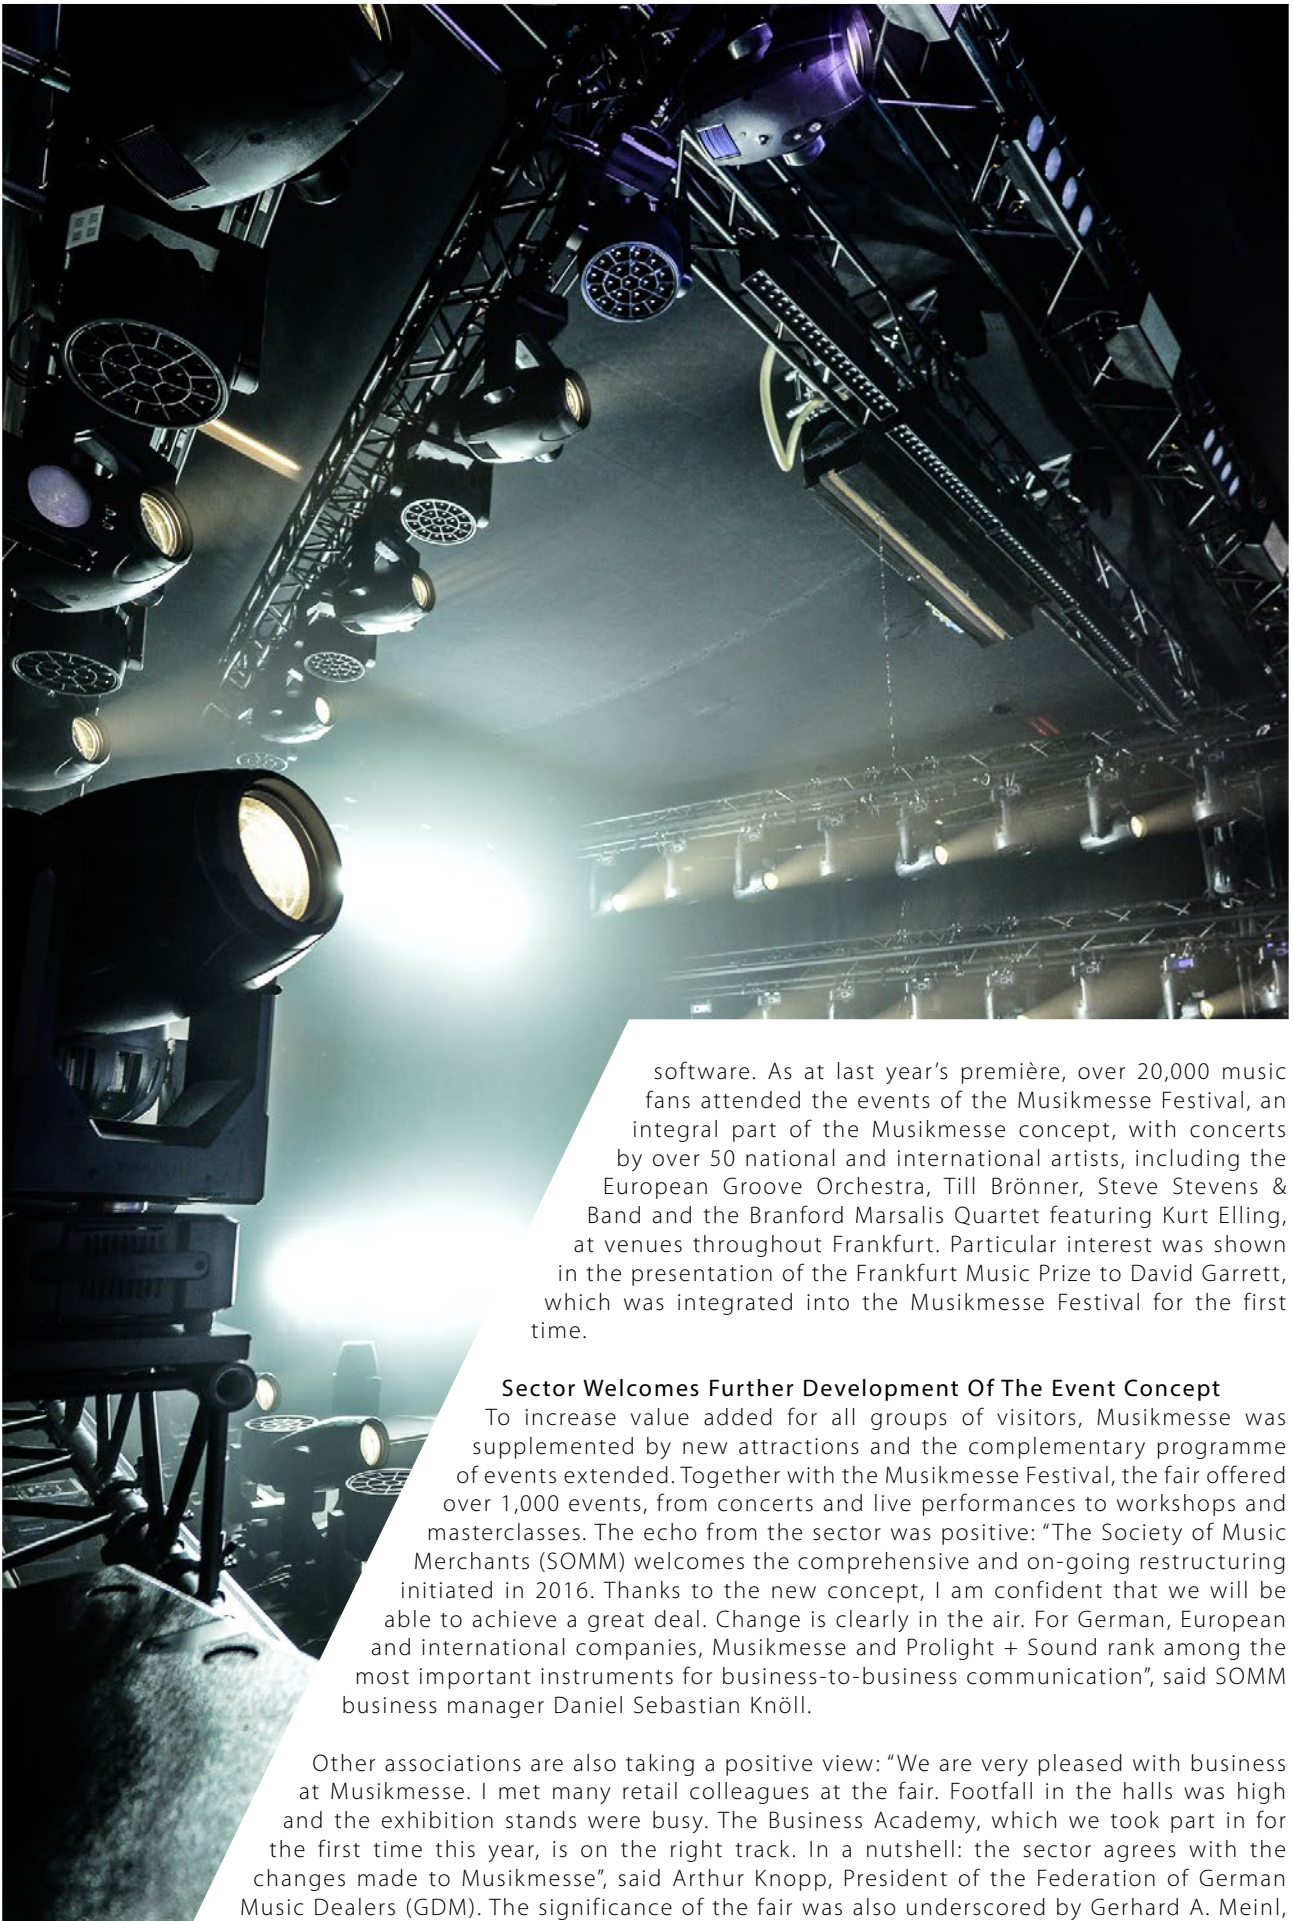 software. As at last year’s première, over 20,000 music
fans attended the events of the Musikmesse Festival, an
integral part of the Musikmesse concept, with concerts
by over 50 national and international artists, including the
European Groove Orchestra, Till Brönner, Steve Stevens &
Band and the Branford Marsalis Quartet featuring Kurt Elling,
at venues throughout Frankfurt. Particular interest was shown
in the presentation of the Frankfurt Music Prize to David Garrett,
which was integrated into the Musikmesse Festival for the first
time.
Sector Welcomes Further Development Of The Event Concept
To increase value added for all groups of visitors, Musikmesse was
supplemented by new attractions and the complementary programme
of events extended. Together with the Musikmesse Festival, the fair offered
over 1,000 events, from concerts and live performances to workshops and
masterclasses. The echo from the sector was positive: “The Society of Music
Merchants (SOMM) welcomes the comprehensive and on-going restructuring
initiated in 2016. Thanks to the new concept, I am confident that we will be
able to achieve a great deal. Change is clearly in the air. For German, European
and international companies, Musikmesse and Prolight + Sound rank among the
most important instruments for business-to-business communication”, said SOMM
business manager Daniel Sebastian Knöll.
Other associations are also taking a positive view: “We are very pleased with business
at Musikmesse. I met many retail colleagues at the fair. Footfall in the halls was high
and the exhibition stands were busy. The Business Academy, which we took part in for
the first time this year, is on the right track. In a nutshell: the sector agrees with the
changes made to Musikmesse”, said Arthur Knopp, President of the Federation of German
Music Dealers (GDM). The significance of the fair was also underscored by Gerhard A. Meinl,